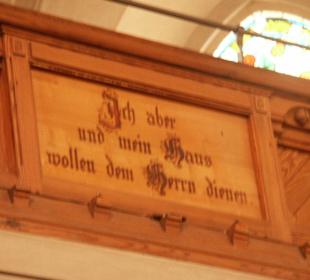 Ich aber
und mein Haus
wollen dem Herrn dienen.